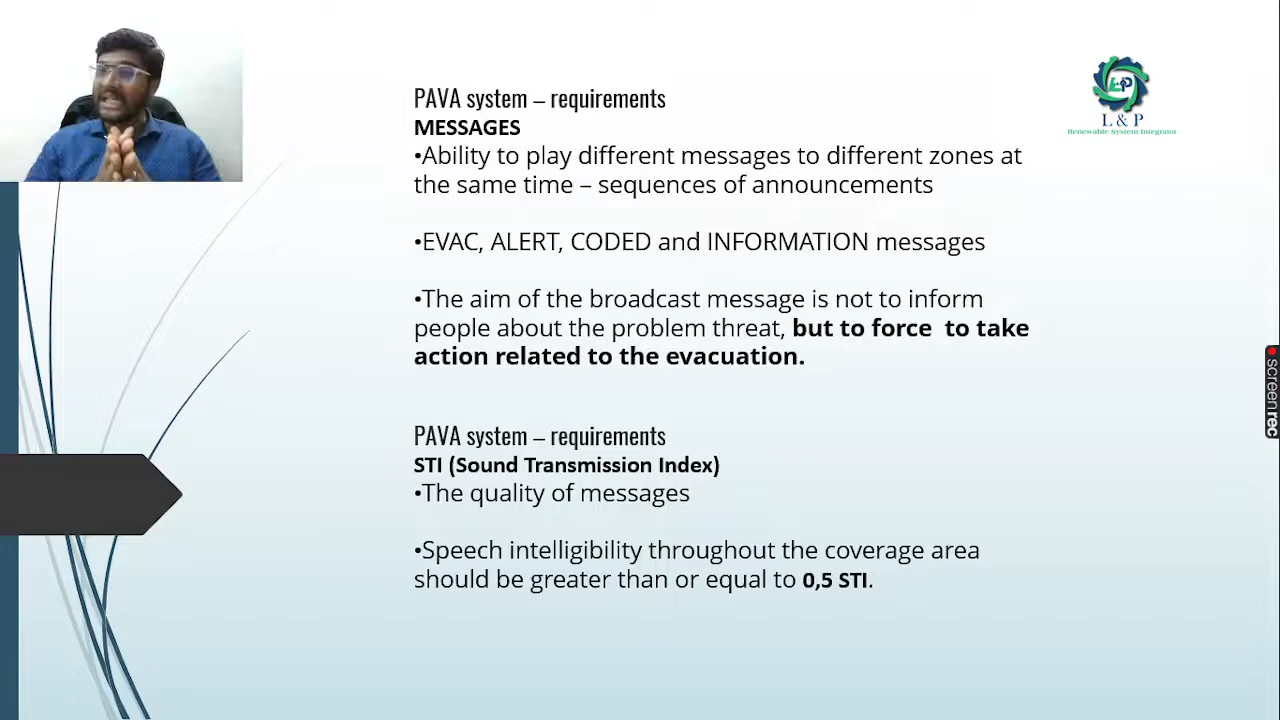 PAVA system – requirements
MESSAGES
•Ability to play different messages to different zones at
the same time – sequences of announcements
•EVAC, ALERT, CODED and INFORMATION messages
•The aim of the broadcast message is not to inform
people about the problem threat, but to force  to take
action related to the evacuation.
PAVA system – requirements
STI (Sound Transmission Index)
•The quality of messages
•Speech intelligibility throughout the coverage area
should be greater than or equal to 0,5 STI.
L & P
Renewable System Integrator
screenrec